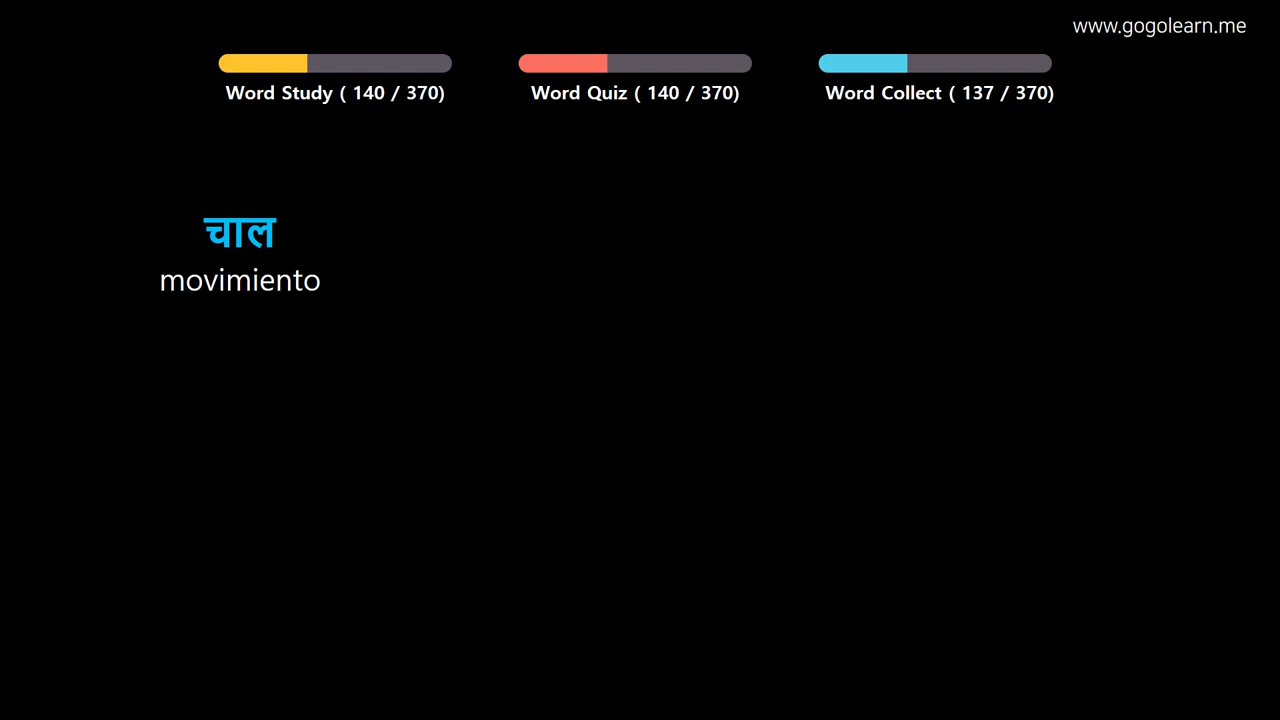 www.gogolearn.me
Word Study ( 140 / 370)
Word Quiz ( 140 / 370)
Word Collect ( 137 / 370)
चाल
movimiento